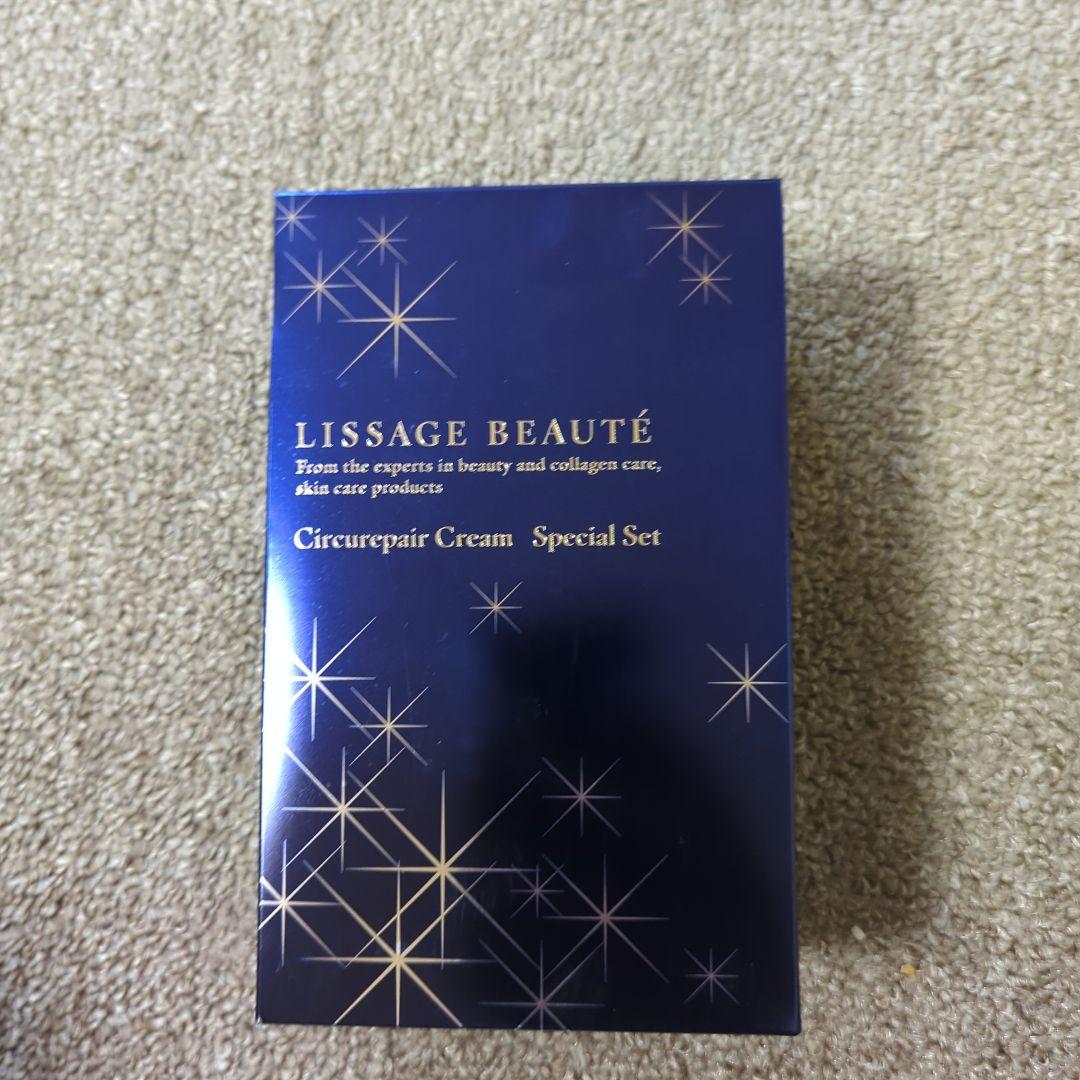 LISSAGE BEAUTÉ
From the experts in beauty and collagen care,
skin care products
Circurepair Cream Special Set